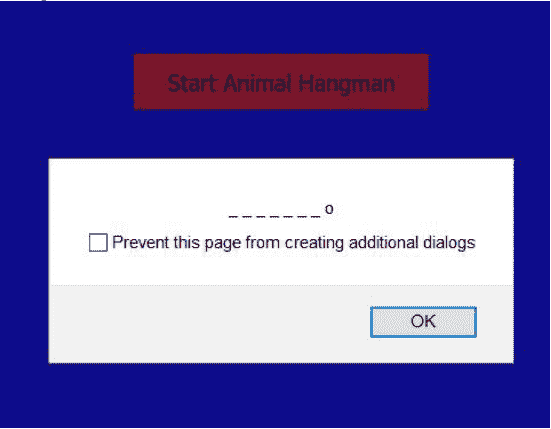 Start Animal Hangman
_ _ _ _ _ _ _ o
Prevent this page from creating additional dialogs
OK